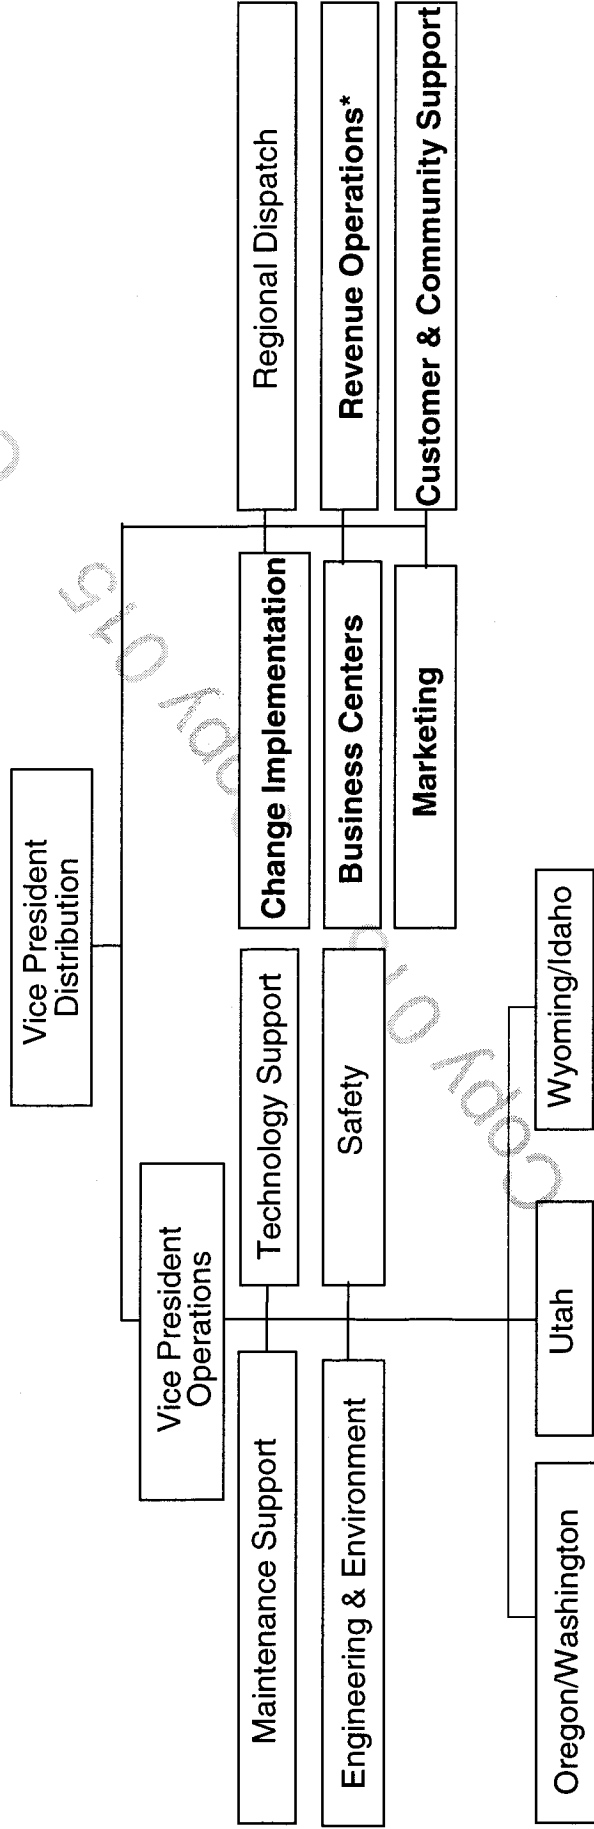 Vice President
Distribution
Vice President
Operations
Maintenance Support
Technology Support
Change Implementation
Regional Dispatch
Engineering & Environment
Safety
Business Centers
Revenue Operations*
Marketing
Customer & Community Support
Oregon/Washington
Utah
Wyoming/Idaho